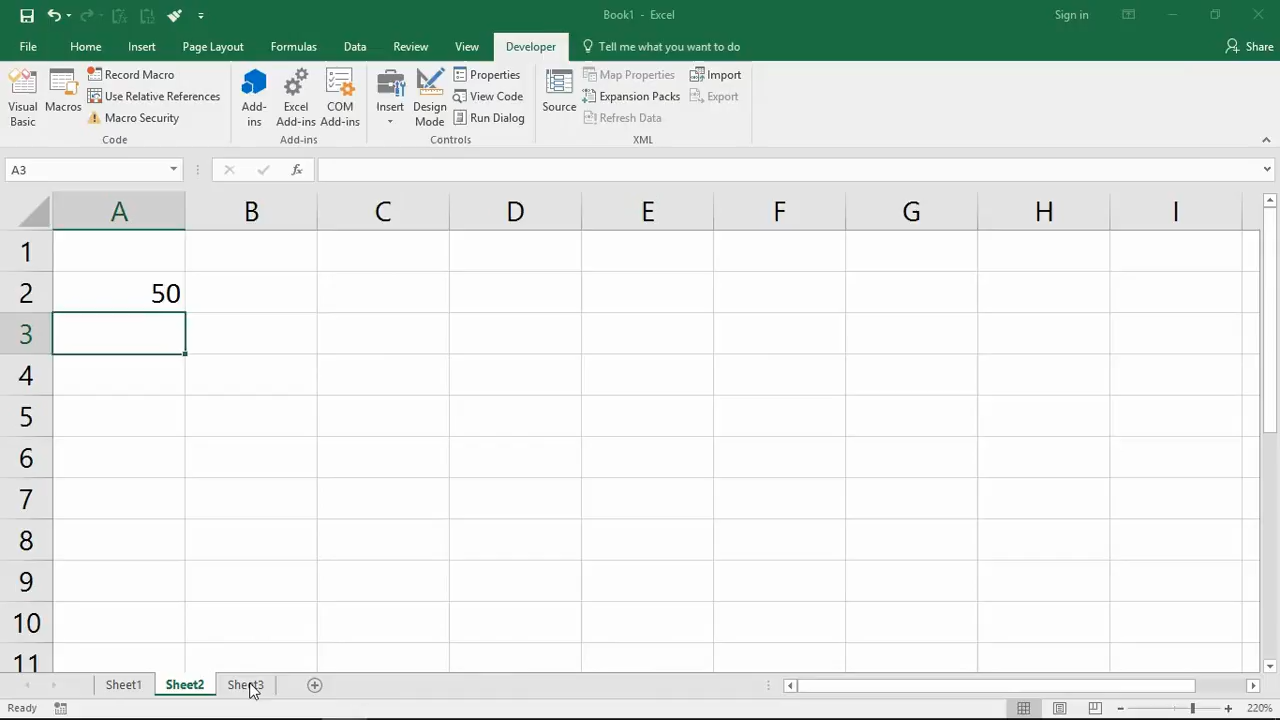 Book1 - Excel
Sign in
File Home Insert Page Layout Formulas Data Review View Developer Tell me what you want to do Share
Visual Basic
Macros
Record Macro
Use Relative References
Macro Security
Code
Add-ins
Excel Add-ins
COM Add-ins
Add-ins
Insert
Design Mode
Properties
View Code
Run Dialog
Controls
Source
Map Properties
Expansion Packs
Refresh Data
Import
Export
XML
A3 fx
A B C D E F G H I
1
2 50
3
4
5
6
7
8
9
10
11
Sheet1 Sheet2 Sheet3
Ready 220%